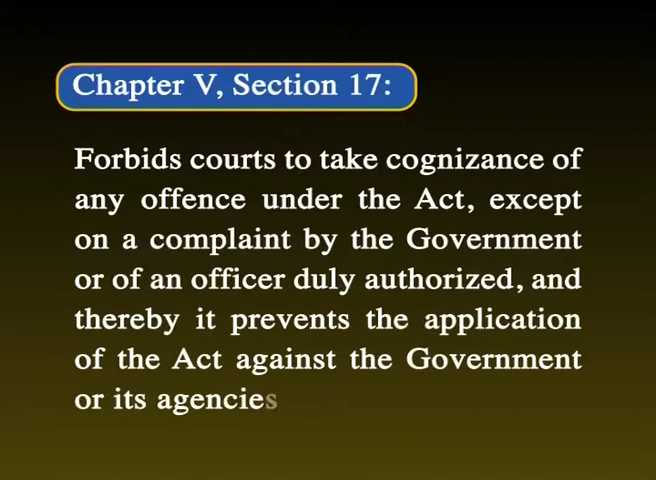 Chapter V, Section 17:
Forbids courts to take cognizance of
any offence under the Act, except
on a complaint by the Government
or of an officer duly authorized, and
thereby it prevents the application
of the Act against the Government
or its agencies